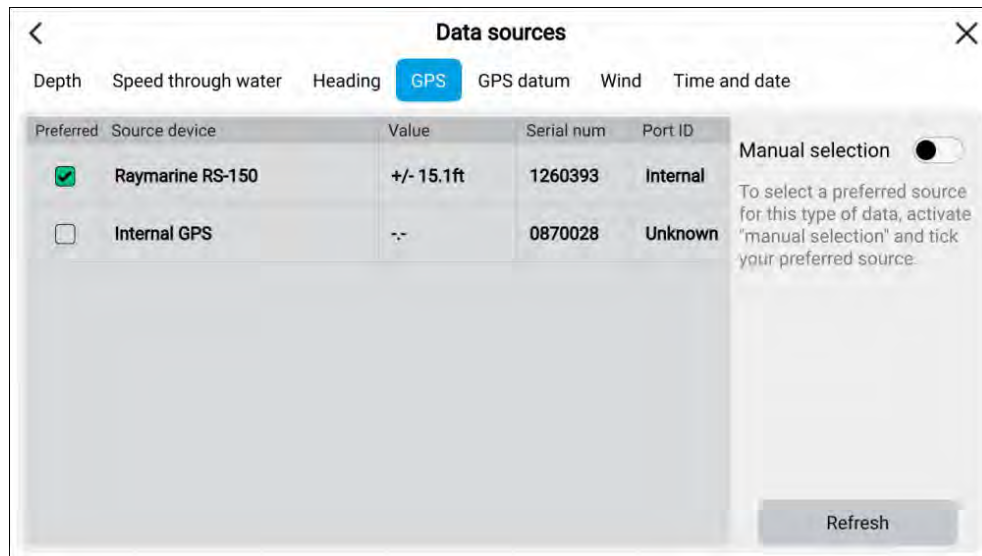 Data sources
Depth Speed through water Heading GPS GPS datum Wind Time and date
Preferred Source device Value Serial num Port ID
Raymarine RS-150 +/- 15.1ft 1260393 Internal
Internal GPS -.- 0870028 Unknown
Manual selection
To select a preferred source
for this type of data, activate
"manual selection" and tick
your preferred source.
Refresh